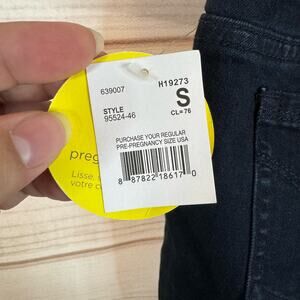 639007
H19273
STYLE
95524-46
S
CL=76
PURCHASE YOUR REGULAR
PRE-PREGNANCY SIZE USA
8 87822 18617 0
Lisse
votre c